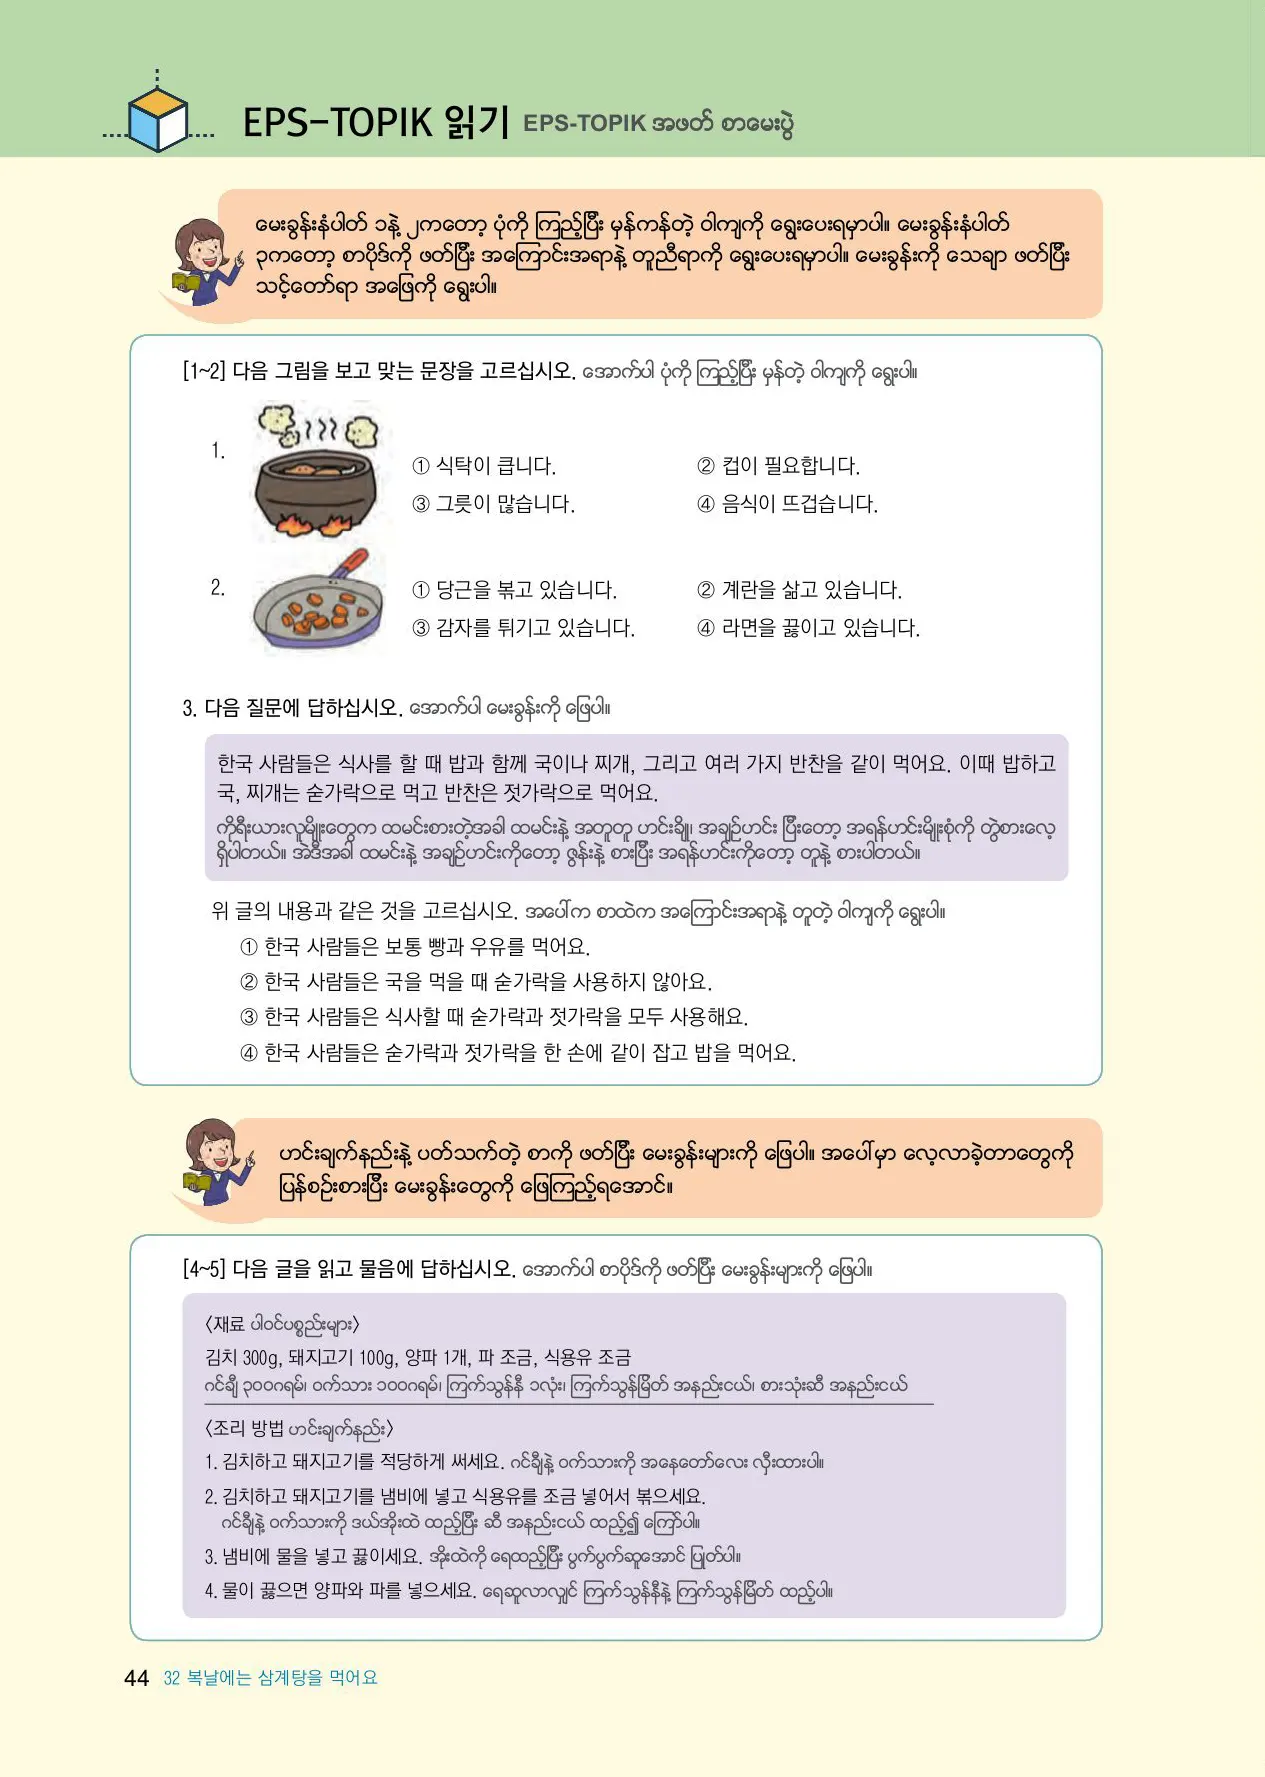 EPS-TOPIK 읽기 EPS-TOPIK အဖတ် စာမေးပွဲ
မေးခွန်းနံပါတ် ၁နဲ့ ၂ကတော့ ပုံကို ကြည့်ပြီး မှန်ကန်တဲ့ ဝါကျကို ရွေးပေးရမှာပါ။ မေးခွန်းနံပါတ်
၃ကတော့ စာပိုဒ်ကို ဖတ်ပြီး အကြောင်းအရာနဲ့ တူညီရာကို ရွေးပေးရမှာပါ။ မေးခွန်းကို သေချာ ဖတ်ပြီး
သင့်တော်ရာ အဖြေကို ရွေးပါ။
[1~2] 다음 그림을 보고 맞는 문장을 고르십시오. အောက်ပါ ပုံကို ကြည့်ပြီး မှန်တဲ့ ဝါကျကို ရွေးပါ။
1.
① 식탁이 큽니다. ② 컵이 필요합니다.
③ 그릇이 많습니다. ④ 음식이 뜨겁습니다.
2.
① 당근을 볶고 있습니다. ② 계란을 삶고 있습니다.
③ 감자를 튀기고 있습니다. ④ 라면을 끓이고 있습니다.
3. 다음 질문에 답하십시오. အောက်ပါ မေးခွန်းကို ဖြေပါ။
한국 사람들은 식사를 할 때 밥과 함께 국이나 찌개, 그리고 여러 가지 반찬을 같이 먹어요. 이때 밥하고
국, 찌개는 숟가락으로 먹고 반찬은 젓가락으로 먹어요.
ကိုရီးယားလူမျိုးတွေက ထမင်းစားတဲ့အခါ ထမင်းနဲ့ အတူတူ ဟင်းချို၊ အချဉ်ဟင်း ပြီးတော့ အရန်ဟင်းမျိုးစုံကို တွဲစားလေ့
ရှိပါတယ်။ အဲဒီအခါ ထမင်းနဲ့ အချဉ်ဟင်းကိုတော့ ဇွန်းနဲ့ စားပြီး အရန်ဟင်းကိုတော့ တူနဲ့ စားပါတယ်။
위 글의 내용과 같은 것을 고르십시오. အပေါ်က စာထဲက အကြောင်းအရာနဲ့ တူတဲ့ ဝါကျကို ရွေးပါ။
① 한국 사람들은 보통 빵과 우유를 먹어요.
② 한국 사람들은 국을 먹을 때 숟가락을 사용하지 않아요.
③ 한국 사람들은 식사할 때 숟가락과 젓가락을 모두 사용해요.
④ 한국 사람들은 숟가락과 젓가락을 한 손에 같이 잡고 밥을 먹어요.
ဟင်းချက်နည်းနဲ့ ပတ်သက်တဲ့ စာကို ဖတ်ပြီး မေးခွန်းများကို ဖြေပါ။ အပေါ်မှာ လေ့လာခဲ့တာတွေကို
ပြန်စဉ်းစားပြီး မေးခွန်းတွေကို ဖြေကြည့်ရအောင်။
[4~5] 다음 글을 읽고 물음에 답하십시오. အောက်ပါ စာပိုဒ်ကို ဖတ်ပြီး မေးခွန်းများကို ဖြေပါ။
〈재료 ပါဝင်ပစ္စည်းများ〉
김치 300g, 돼지고기 100g, 양파 1개, 파 조금, 식용유 조금
ဂင်ချီ ၃၀၀ဂရမ်၊ ဝက်သား ၁၀၀ဂရမ်၊ ကြက်သွန်နီ ၁လုံး၊ ကြက်သွန်မြိတ် အနည်းငယ်၊ စားသုံးဆီ အနည်းငယ်
〈조리 방법 ဟင်းချက်နည်း〉
1. 김치하고 돼지고기를 적당하게 써세요. ဂင်ချီနဲ့ ဝက်သားကို အနေတော်လေး လှီးထားပါ။
2. 김치하고 돼지고기를 냄비에 넣고 식용유를 조금 넣어서 볶으세요.
ဂင်ချီနဲ့ ဝက်သားကို ဒယ်အိုးထဲ ထည့်ပြီး ဆီ အနည်းငယ် ထည့်၍ ကြော်ပါ။
3. 냄비에 물을 넣고 끓이세요. အိုးထဲကို ရေထည့်ပြီး ပွက်ပွက်ဆူအောင် ပြုတ်ပါ။
4. 물이 끓으면 양파와 파를 넣으세요. ရေဆူလာလျှင် ကြက်သွန်နီနဲ့ ကြက်သွန်မြိတ် ထည့်ပါ။
44 32 복날에는 삼계탕을 먹어요